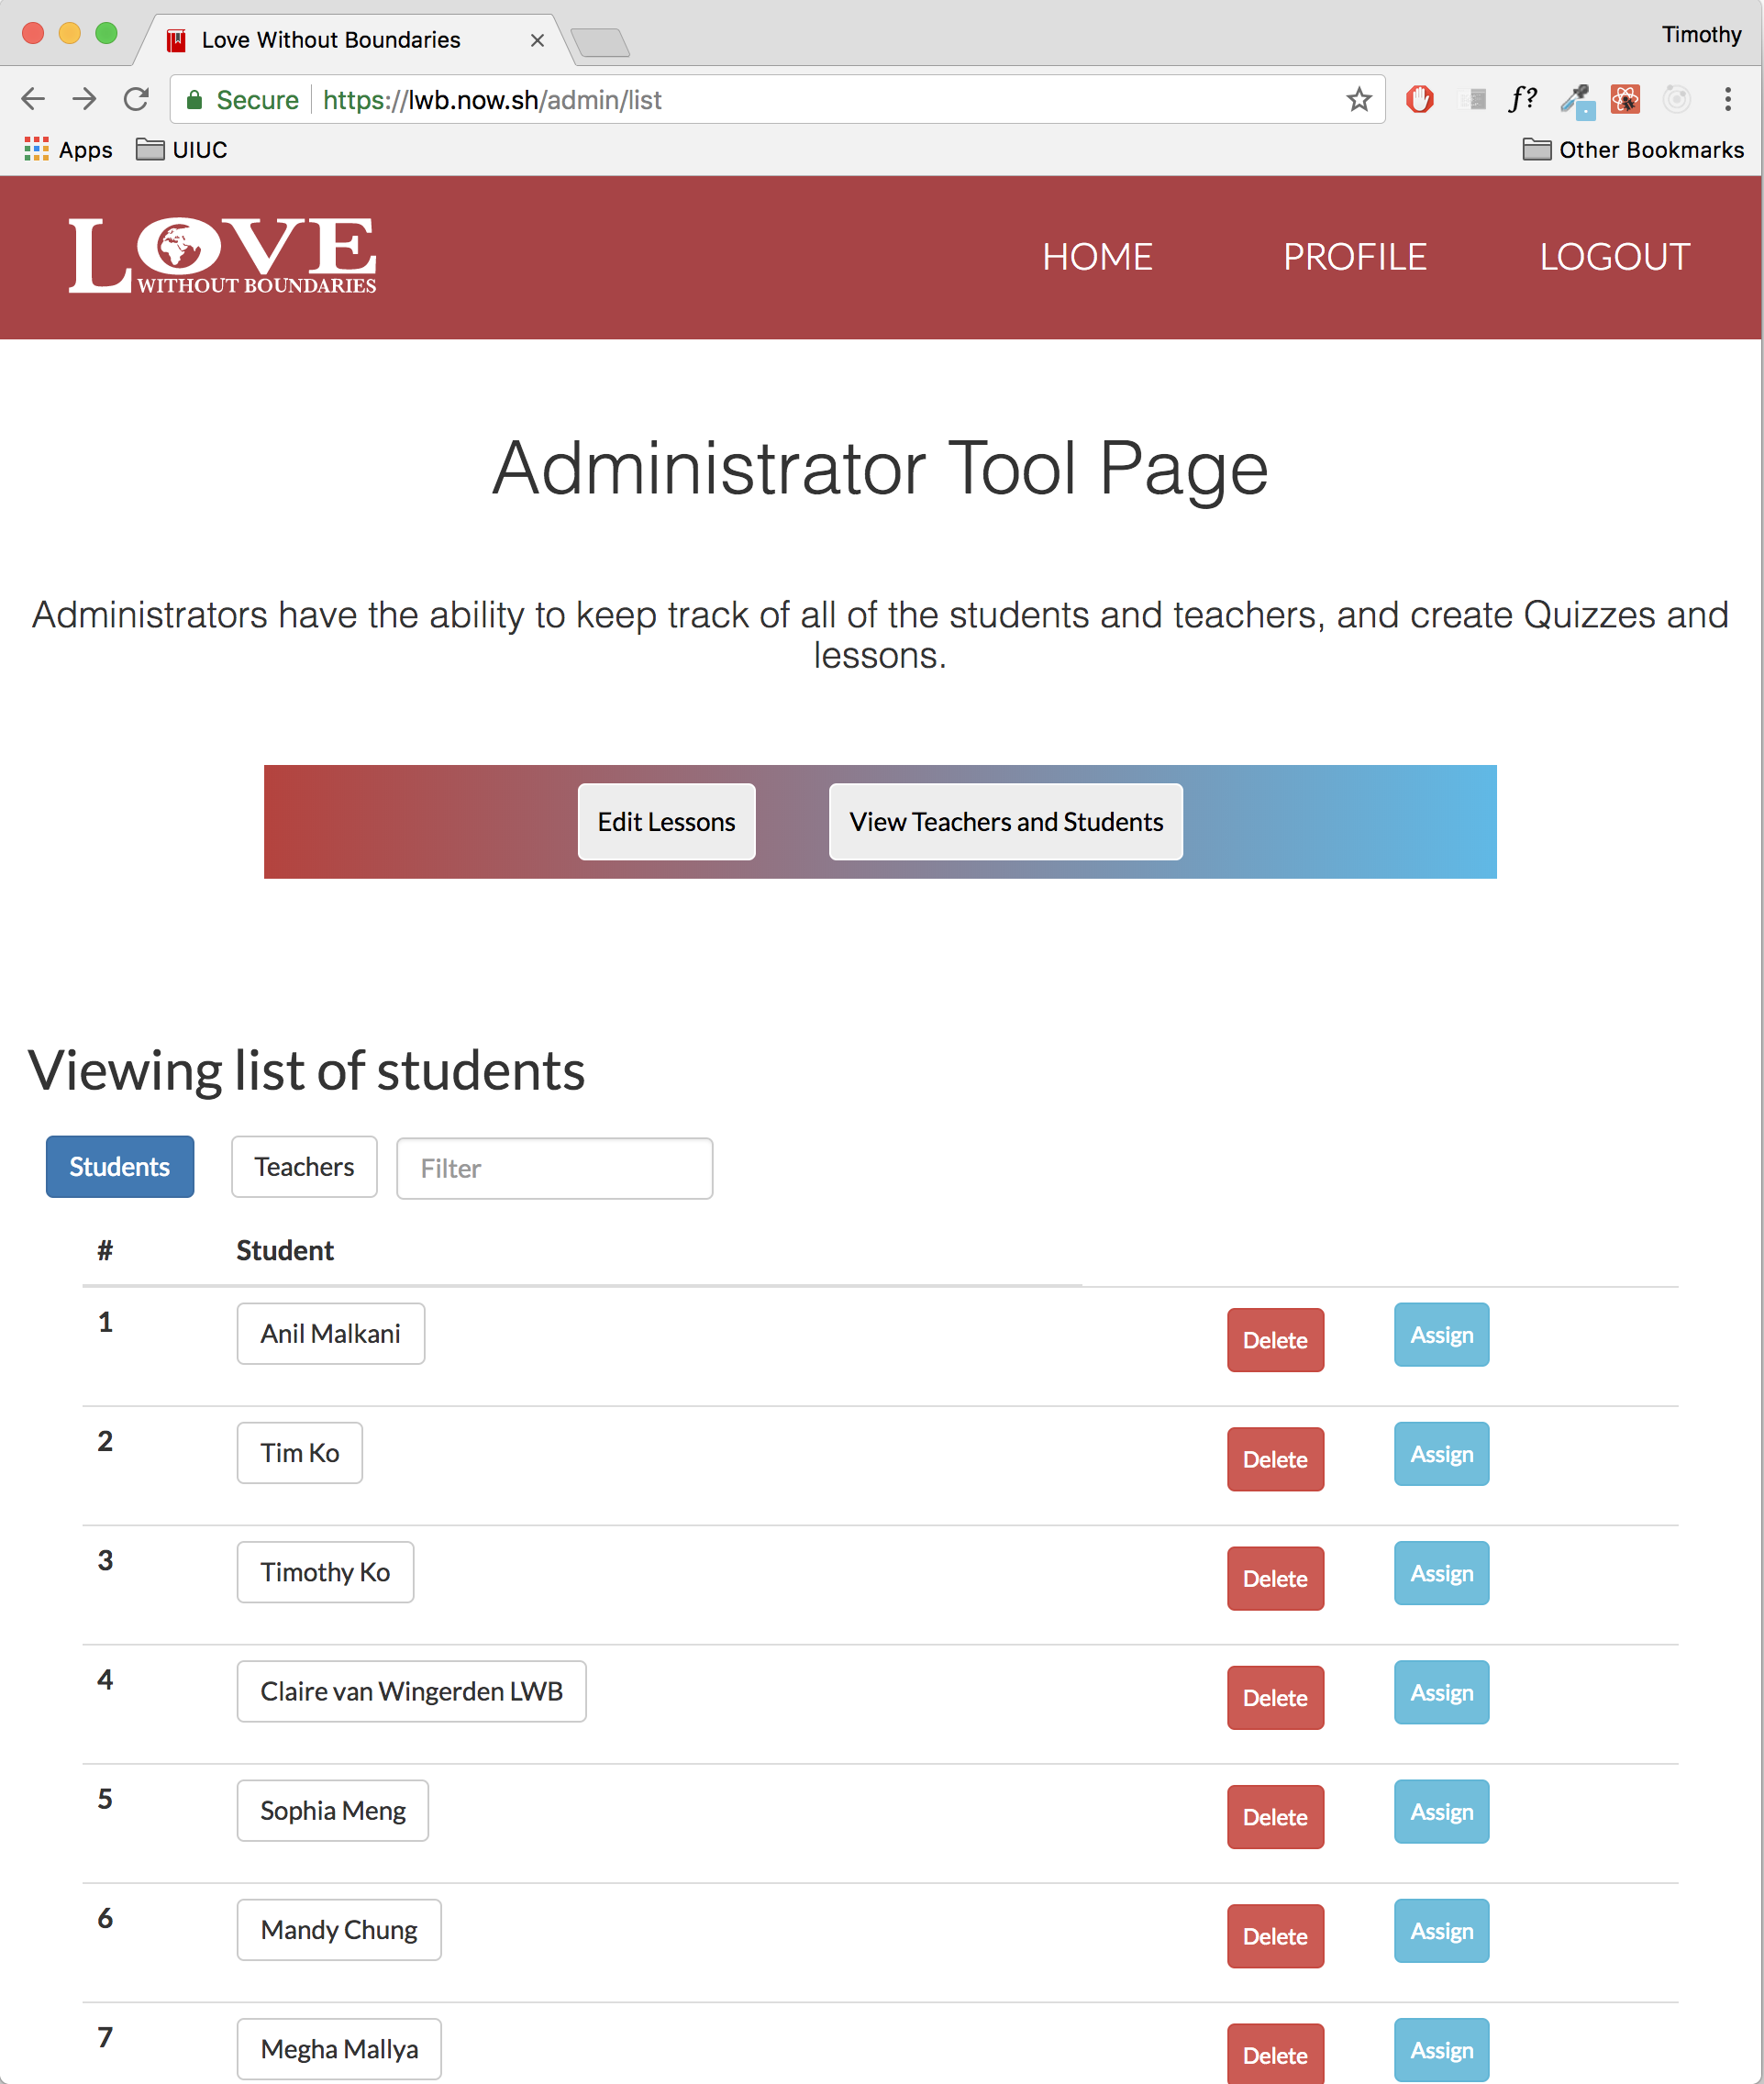 Love Without Boundaries
Timothy
Secure https://lwb.now.sh/admin/list
f?
Apps UIUC Other Bookmarks
LOVE
WITHOUT BOUNDARIES
HOME PROFILE LOGOUT
Administrator Tool Page
Administrators have the ability to keep track of all of the students and teachers, and create Quizzes and
lessons.
Edit Lessons View Teachers and Students
Viewing list of students
Students Teachers Filter
# Student
1 Anil Malkani Delete Assign
2 Tim Ko Delete Assign
3 Timothy Ko Delete Assign
4 Claire van Wingerden LWB Delete Assign
5 Sophia Meng Delete Assign
6 Mandy Chung Delete Assign
7 Megha Mallya Delete Assign